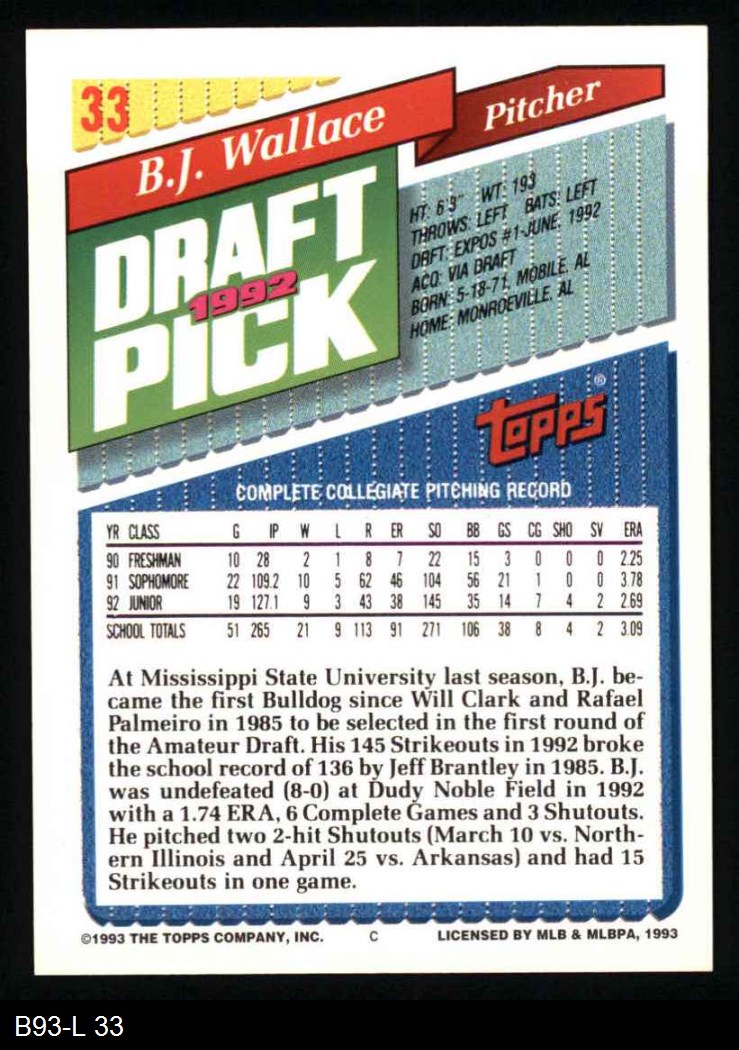 33
B.J. Wallace
Pitcher
DRAFT
1992
PICK
HT: 6'3" WT: 193
THROWS: LEFT BATS: LEFT
DRFT: EXPOS #1-JUNE, 1992
ACQ: VIA DRAFT
BORN: 5-18-71, MOBILE, AL
HOME: MONROEVILLE, AL
topps®
COMPLETE COLLEGIATE PITCHING RECORD
YR CLASS G IP W L R ER SO BB GS CG SHO SV ERA
90 FRESHMAN 10 28 2 1 8 7 22 15 3 0 0 0 2.25
91 SOPHOMORE 22 109.2 10 5 62 46 104 56 21 1 0 0 3.78
92 JUNIOR 19 127.1 9 3 43 38 145 35 14 7 4 2 2.69
SCHOOL TOTALS 51 265 21 9 113 91 271 106 38 8 4 2 3.09
At Mississippi State University last season, B.J. be-
came the first Bulldog since Will Clark and Rafael
Palmeiro in 1985 to be selected in the first round of
the Amateur Draft. His 145 Strikeouts in 1992 broke
the school record of 136 by Jeff Brantley in 1985. B.J.
was undefeated (8-0) at Dudy Noble Field in 1992
with a 1.74 ERA, 6 Complete Games and 3 Shutouts.
He pitched two 2-hit Shutouts (March 10 vs. North-
ern Illinois and April 25 vs. Arkansas) and had 15
Strikeouts in one game.
©1993 THE TOPPS COMPANY, INC. C LICENSED BY MLB & MLBPA, 1993
B93-L 33